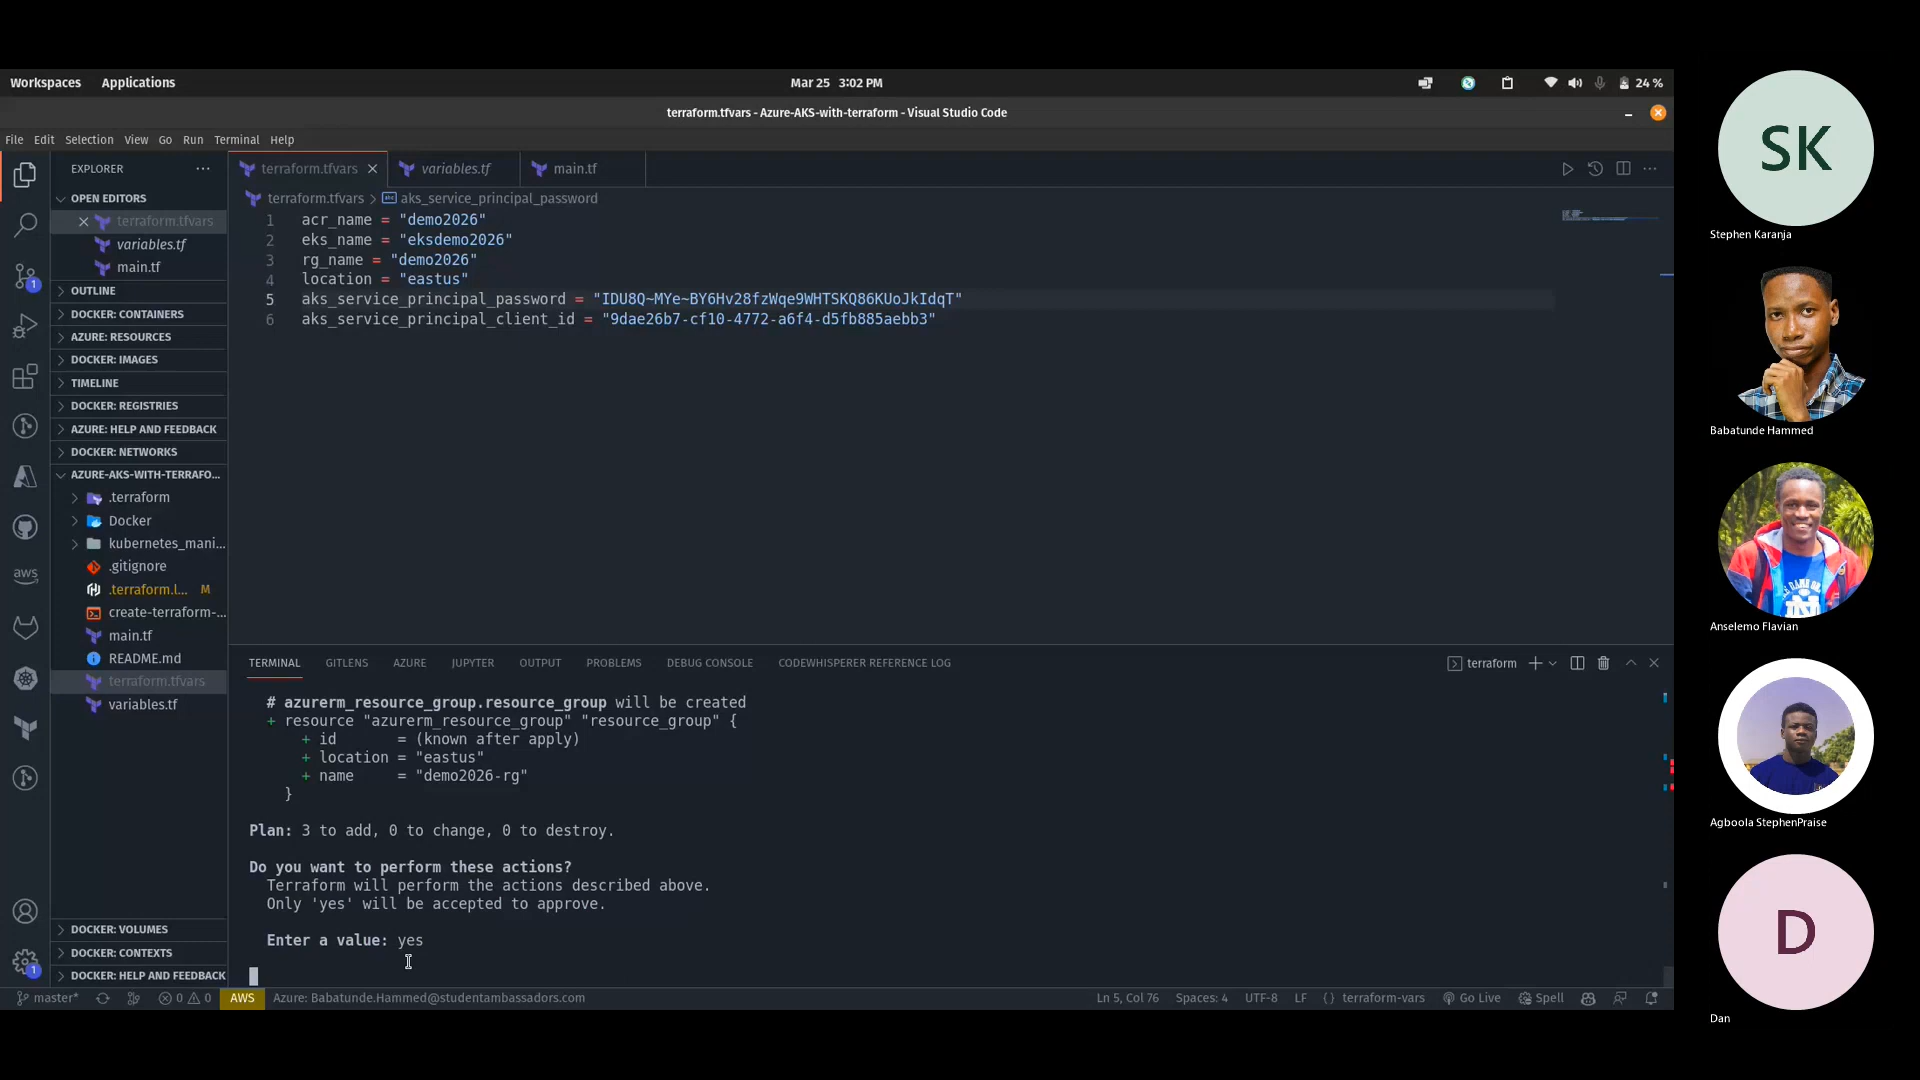 Workspaces Applications
Mar 25 3:02 PM
24 %
terraform.tfvars - Azure-AKS-with-terraform - Visual Studio Code
File Edit Selection View Go Run Terminal Help
EXPLORER
OPEN EDITORS
terraform.tfvars
variables.tf
main.tf
OUTLINE
DOCKER: CONTAINERS
AZURE: RESOURCES
DOCKER: IMAGES
TIMELINE
DOCKER: REGISTRIES
AZURE: HELP AND FEEDBACK
DOCKER: NETWORKS
AZURE-AKS-WITH-TERRAFO...
.terraform
Docker
kubernetes_mani...
.gitignore
.terraform.l... M
create-terraform-...
main.tf
README.md
terraform.tfvars
variables.tf
DOCKER: VOLUMES
DOCKER: CONTEXTS
DOCKER: HELP AND FEEDBACK
1
aws
1
terraform.tfvars variables.tf main.tf
terraform.tfvars > aks_service_principal_password
1 acr_name = "demo2026"
2 eks_name = "eksdemo2026"
3 rg_name = "demo2026"
4 location = "eastus"
5 aks_service_principal_password = "IDU8Q~MYe~BY6Hv28fzWqe9WHTSKQ86KUoJkIdqT"
6 aks_service_principal_client_id = "9dae26b7-cf10-4772-a6f4-d5fb885aebb3"
TERMINAL GITLENS AZURE JUPYTER OUTPUT PROBLEMS DEBUG CONSOLE CODEWHISPERER REFERENCE LOG
terraform
# azurerm_resource_group.resource_group will be created
+ resource "azurerm_resource_group" "resource_group" {
+ id = (known after apply)
+ location = "eastus"
+ name = "demo2026-rg"
}
Plan: 3 to add, 0 to change, 0 to destroy.
Do you want to perform these actions?
Terraform will perform the actions described above.
Only 'yes' will be accepted to approve.
Enter a value: yes
master* 0 0 AWS Azure: Babatunde.Hammed@studentambassadors.com
Ln 5, Col 76 Spaces: 4 UTF-8 LF {} terraform-vars Go Live Spell
SK
Stephen Karanja
Babatunde Hammed
Anselemo Flavian
Agboola StephenPraise
D
Dan